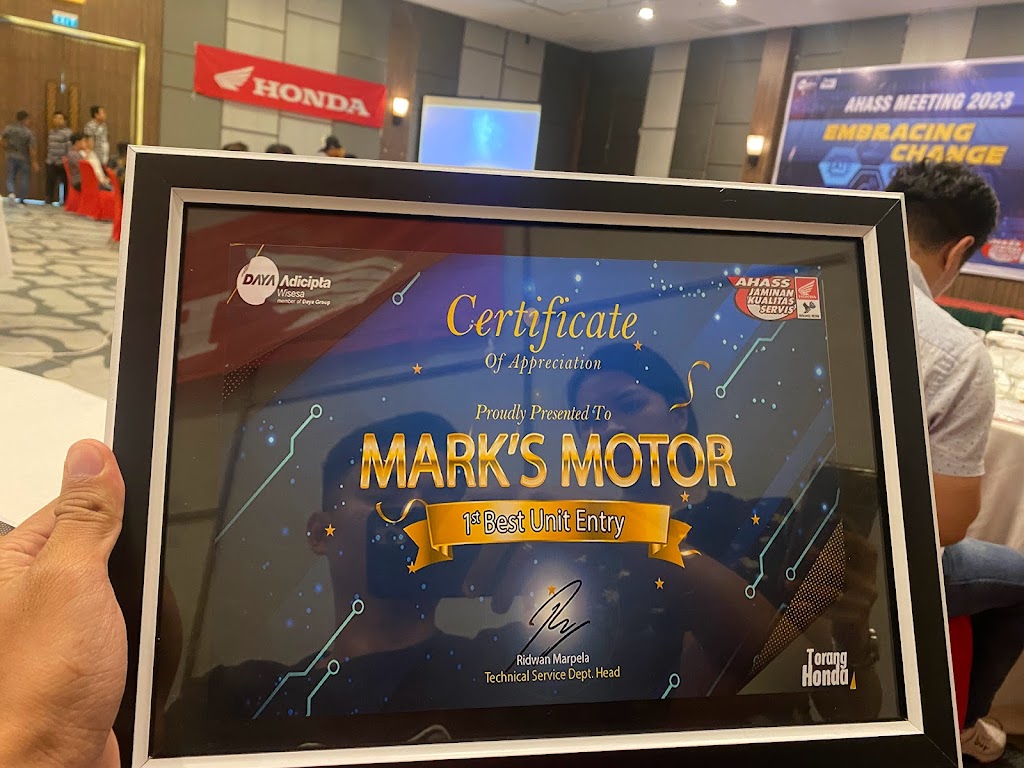 HONDA
AHASS MEETING 2023
EMBRACING
CHANGE
DAYA Adicipta
Wisesa
member of Daya Group
AHASS
JAMINAN
KUALITAS
SERVIS
HONDA
Certificate
Of Appreciation
Proudly Presented To
MARK'S MOTOR
1st Best Unit Entry
Ridwan Marpela
Technical Service Dept. Head
Torang
Honda